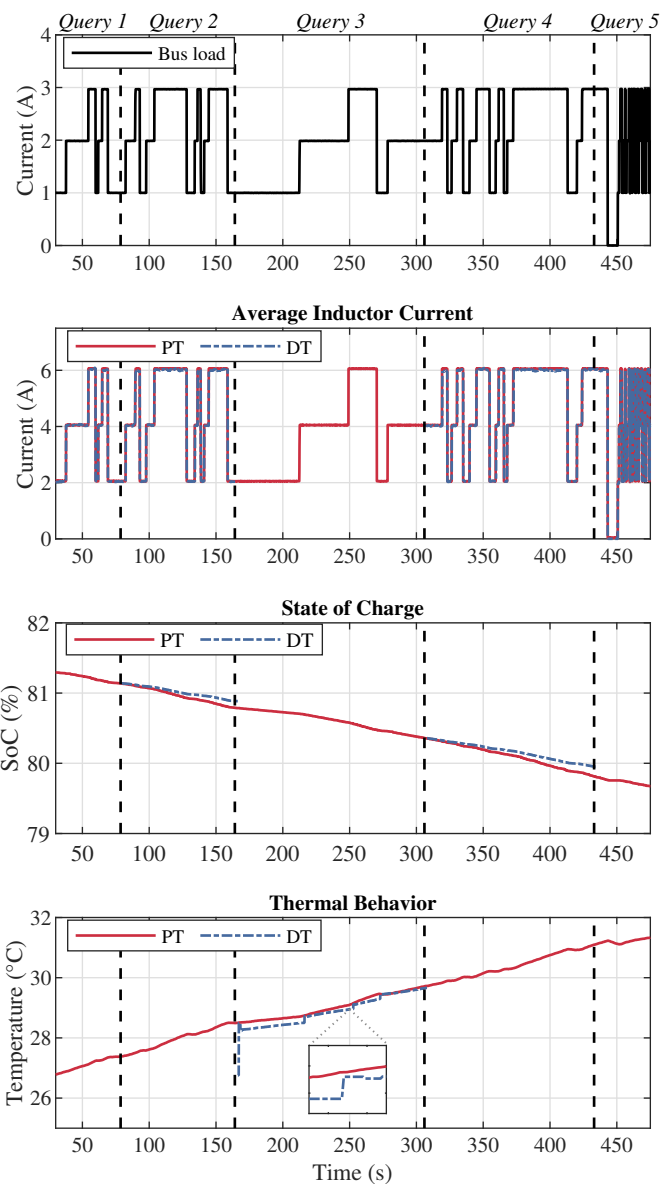 Query 1 Query 2 Query 3 Query 4 Query 5
Bus load
Current (A)
4
3
2
1
0
50 100 150 200 250 300 350 400 450
Average Inductor Current
PT DT
Current (A)
6
4
2
0
50 100 150 200 250 300 350 400 450
State of Charge
PT DT
SoC (%)
82
81
80
79
50 100 150 200 250 300 350 400 450
Thermal Behavior
PT DT
Temperature (°C)
32
30
28
26
50 100 150 200 250 300 350 400 450
Time (s)